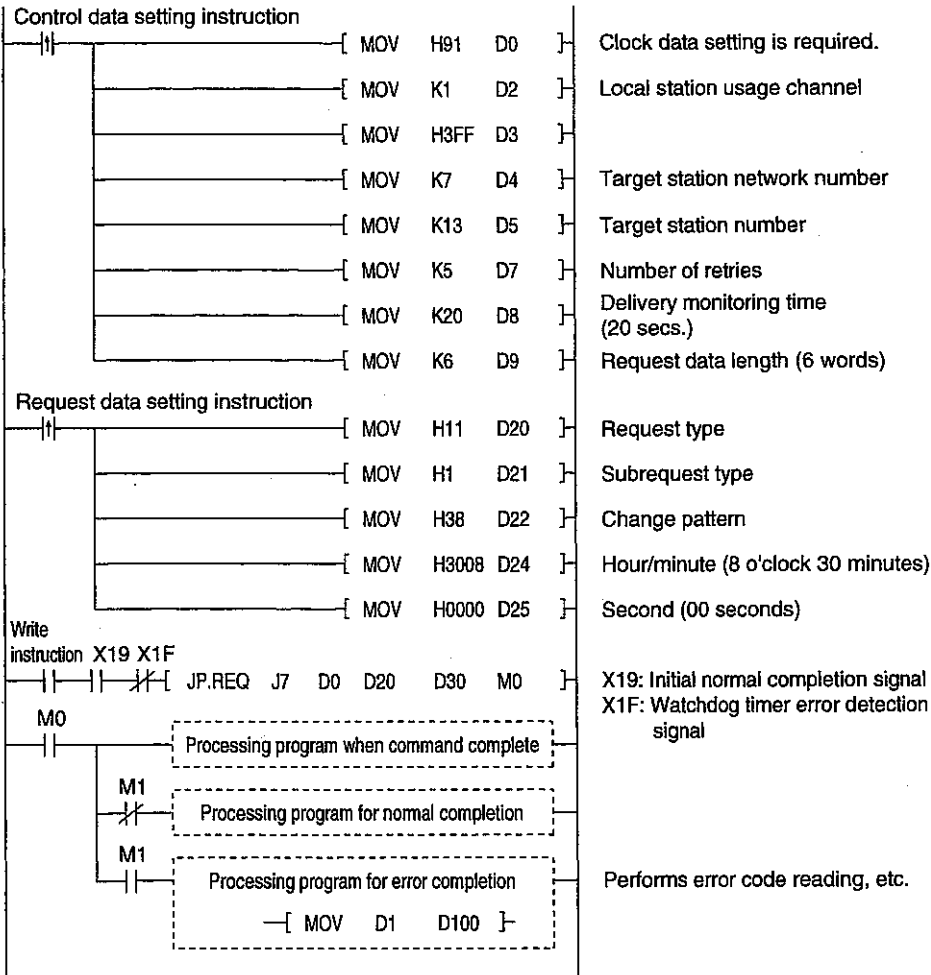 Control data setting instruction
MOV H91 D0 Clock data setting is required.
MOV K1 D2 Local station usage channel
MOV H3FF D3
MOV K7 D4 Target station network number
MOV K13 D5 Target station number
MOV K5 D7 Number of retries
MOV K20 D8 Delivery monitoring time
(20 secs.)
MOV K6 D9 Request data length (6 words)
Request data setting instruction
MOV H11 D20 Request type
MOV H1 D21 Subrequest type
MOV H38 D22 Change pattern
MOV H3008 D24 Hour/minute (8 o'clock 30 minutes)
MOV H0000 D25 Second (00 seconds)
Write
instruction X19 X1F
JP.REQ J7 D0 D20 D30 M0 X19: Initial normal completion signal
X1F: Watchdog timer error detection
signal
M0
Processing program when command complete
M1
Processing program for normal completion
M1
Processing program for error completion Performs error code reading, etc.
MOV D1 D100